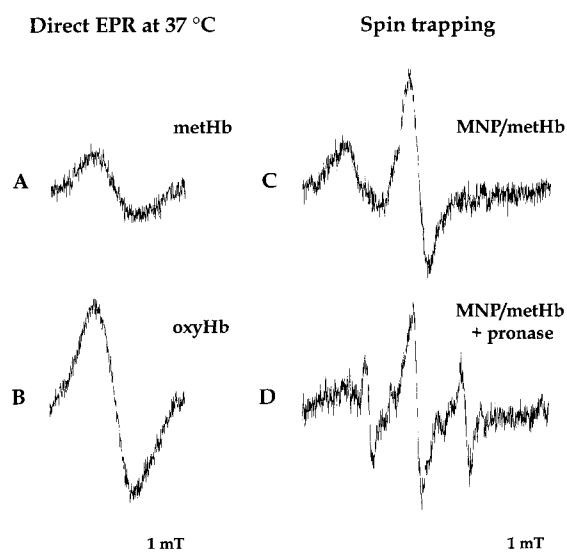 Direct EPR at 37 °C
Spin trapping
metHb
A
MNP/metHb
C
oxyHb
B
MNP/metHb
+ pronase
D
1 mT
1 mT